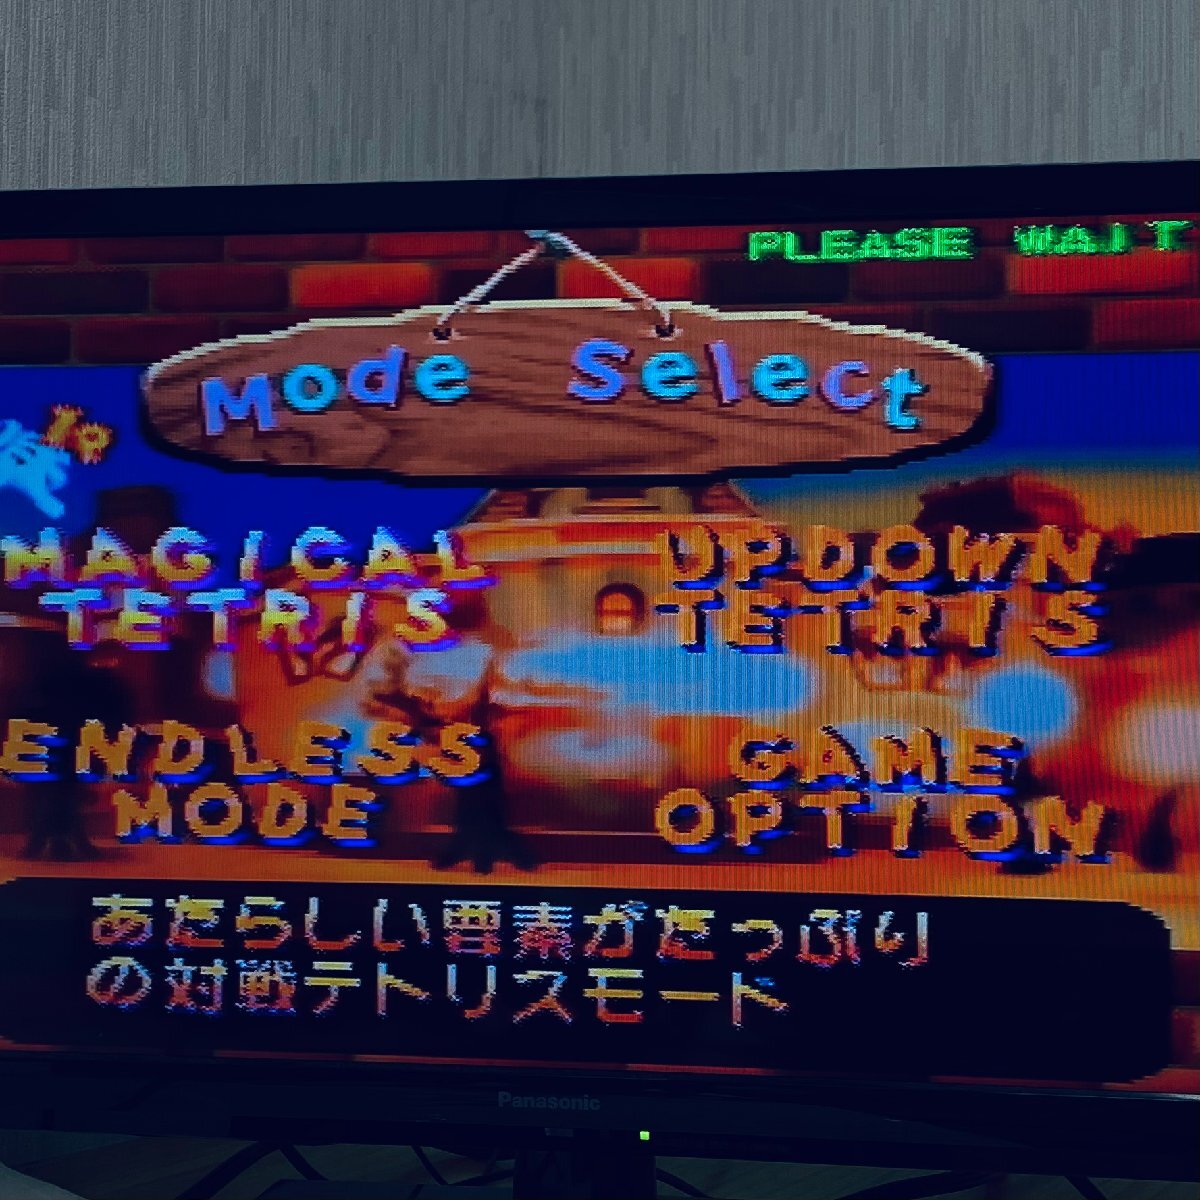 PLEASE WAIT
Mode Select
1P
MAGICAL
TETRIS
UPDOWN
TETRIS
ENDLESS
MODE
GAME
OPTION
あたらしい要素がたっぷり
の対戦テトリスモード
Panasonic